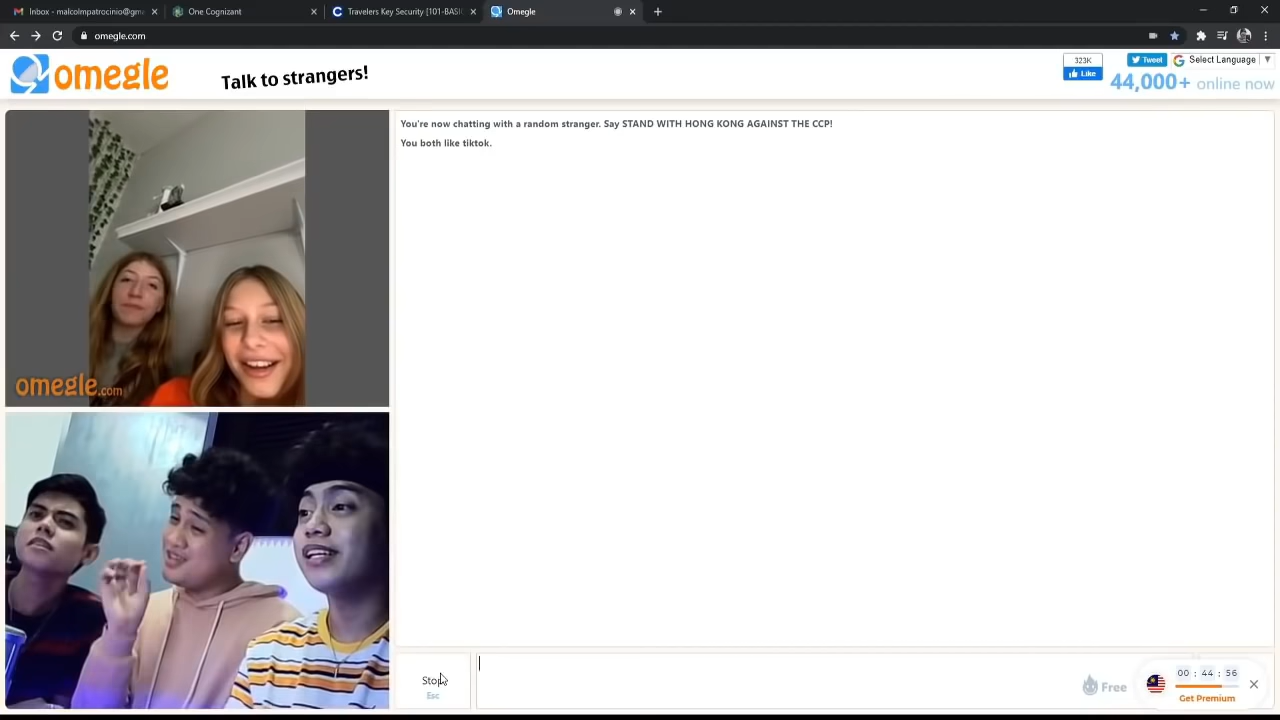 Inbox - malcolmpatrocinio@gma
One Cognizant
Travelers Key Security [101-BASI
Omegle
omegle.com
omegle
Talk to strangers!
323K
Like
Tweet
Select Language
44,000+ online now
You're now chatting with a random stranger. Say STAND WITH HONG KONG AGAINST THE CCP!
You both like tiktok.
omegle.com
Stop
Esc
Free
00 : 44 : 56
Get Premium